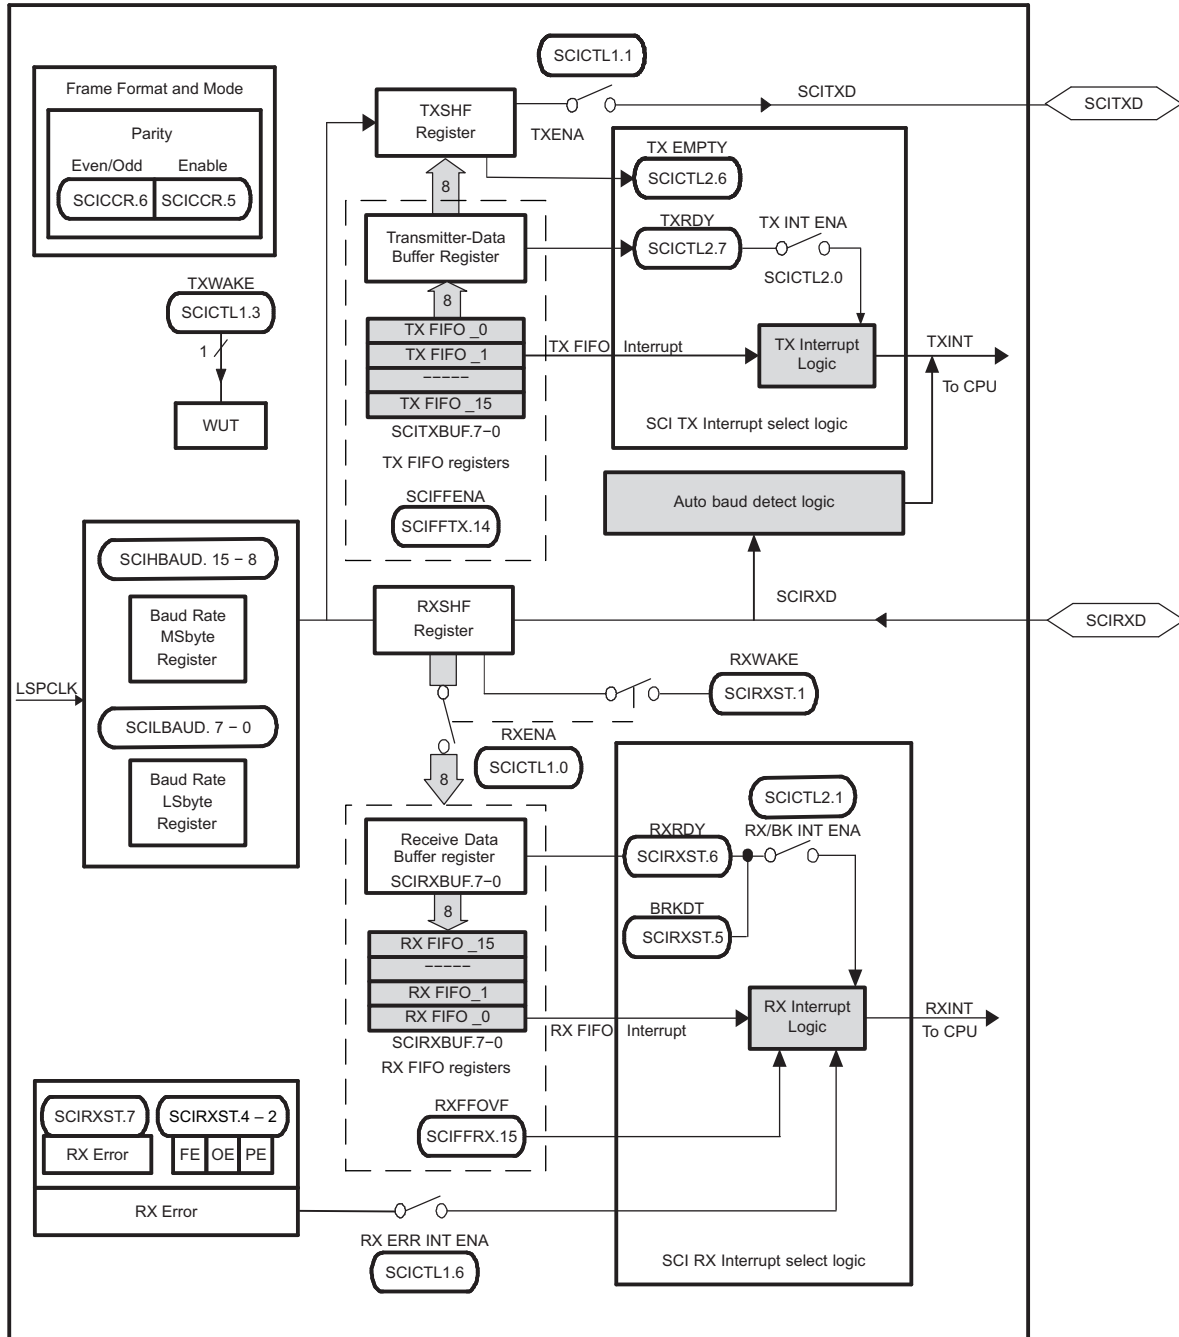 SCICTL1.1
Frame Format and Mode
Parity
Even/Odd Enable
SCICCR.6 SCICCR.5
TXSHF
Register
TXENA
SCITXD
SCITXD
TX EMPTY
SCICTL2.6
8
Transmitter-Data
Buffer Register
TXRDY
SCICTL2.7
TX INT ENA
SCICTL2.0
TXWAKE
SCICTL1.3
1
WUT
8
TX FIFO _0
TX FIFO _1
-----
TX FIFO _15
SCITXBUF.7-0
TX FIFO registers
SCIFFENA
SCIFFTX.14
TX FIFO Interrupt
TX Interrupt
Logic
TXINT
To CPU
SCI TX Interrupt select logic
Auto baud detect logic
SCIHBAUD. 15 - 8
Baud Rate
MSbyte
Register
LSPCLK
SCILBAUD. 7 - 0
Baud Rate
LSbyte
Register
RXSHF
Register
SCIRXD
SCIRXD
RXWAKE
SCIRXST.1
RXENA
SCICTL1.0
8
Receive Data
Buffer register
SCIRXBUF.7-0
8
RX FIFO _15
-----
RX FIFO_1
RX FIFO _0
SCIRXBUF.7-0
RX FIFO registers
SCICTL2.1
RXRDY
SCIRXST.6
RX/BK INT ENA
BRKDT
SCIRXST.5
RX FIFO Interrupt
RX Interrupt
Logic
RXINT
To CPU
RXFFOVF
SCIFFRX.15
SCIRXST.7
SCIRXST.4 – 2
RX Error
FE OE PE
RX Error
RX ERR INT ENA
SCICTL1.6
SCI RX Interrupt select logic